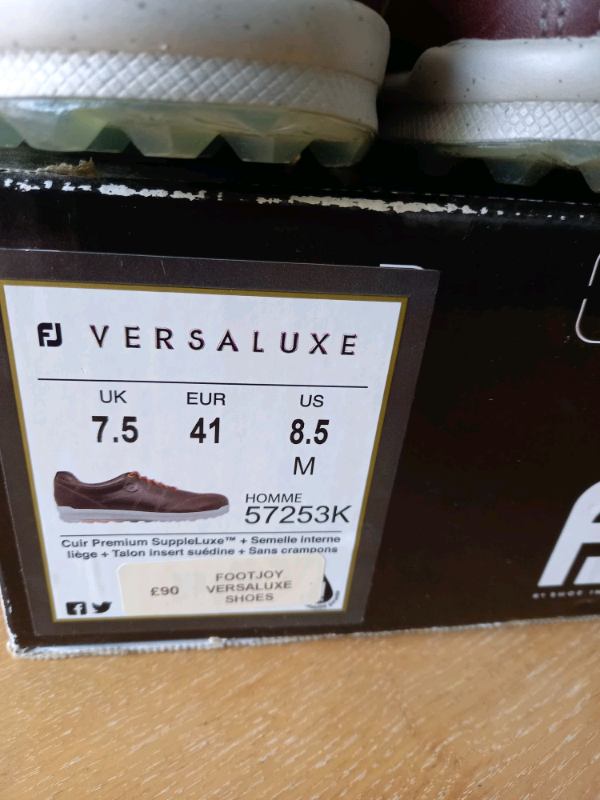 FJ VERSALUXE
UK EUR US
7.5 41 8.5
M
HOMME
57253K
Cuir Premium SuppleLuxe™ + Semelle interne
liège + Talon insert suédine + Sans crampons
£90
FOOTJOY
VERSALUXE
SHOES